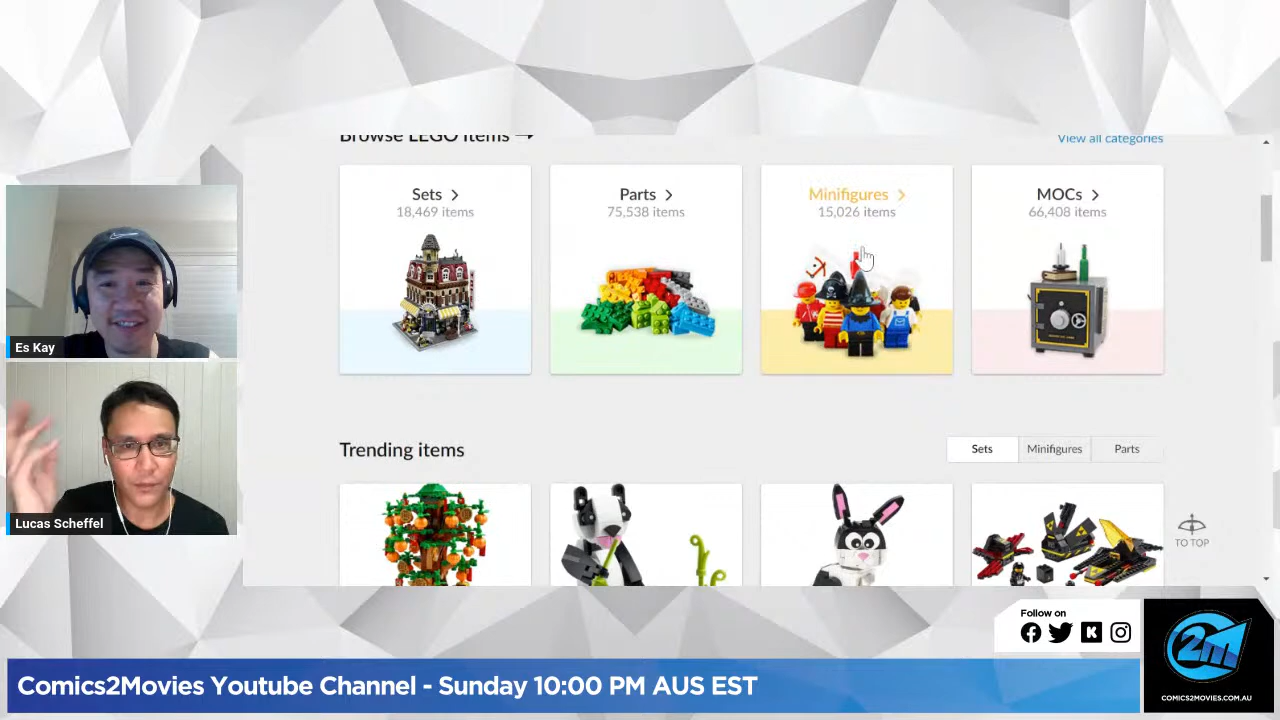 Browse LEGO items →
View all categories
Sets >
18,469 items
Parts >
75,538 items
Minifigures >
15,026 items
MOCs >
66,408 items
Es Kay
Trending items
Sets
Minifigures
Parts
Lucas Scheffel
TO TOP
Follow on
2M
COMICS2MOVIES.COM.AU
Comics2Movies Youtube Channel - Sunday 10:00 PM AUS EST